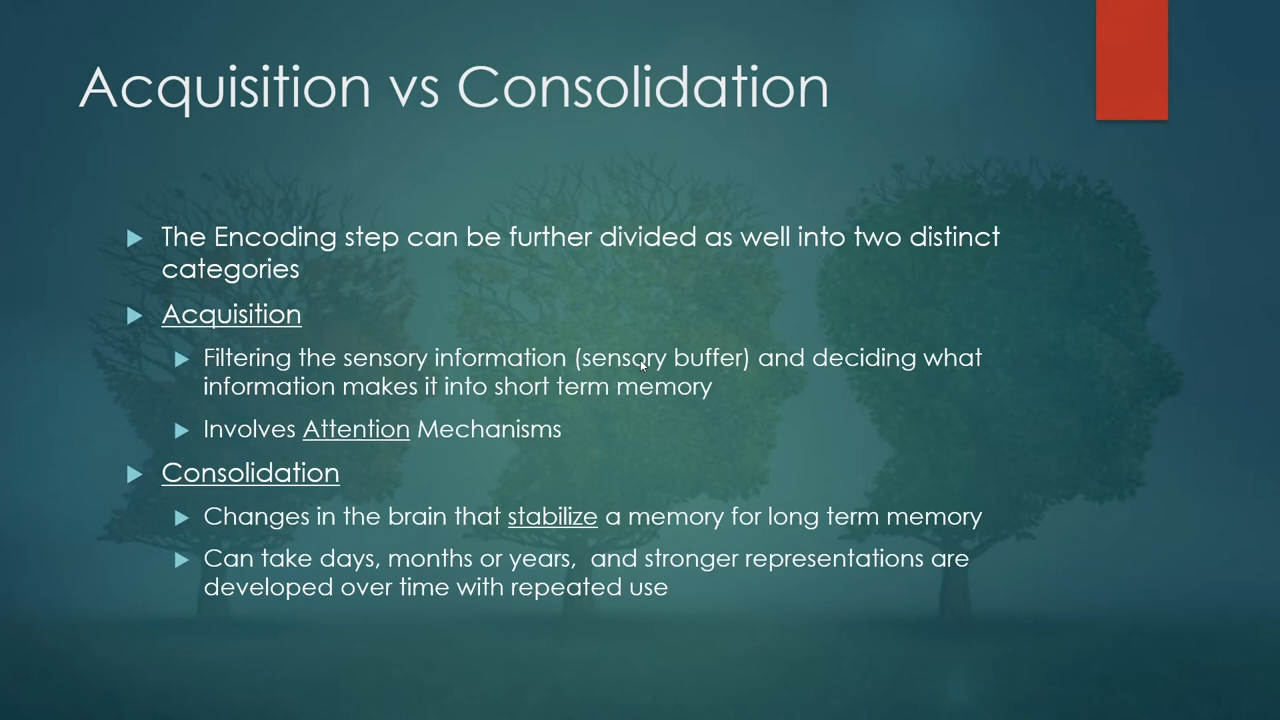 Acquisition vs Consolidation
The Encoding step can be further divided as well into two distinct
categories
Acquisition
Filtering the sensory information (sensory buffer) and deciding what
information makes it into short term memory
Involves Attention Mechanisms
Consolidation
Changes in the brain that stabilize a memory for long term memory
Can take days, months or years,  and stronger representations are
developed over time with repeated use